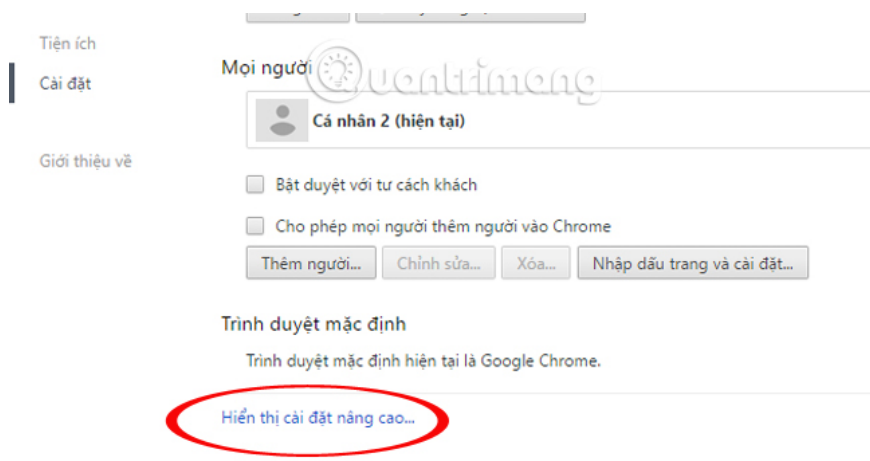 Tiện ích
Cài đặt
Giới thiệu về
Mọi người
Quantrimang
Cá nhân 2 (hiện tại)
Bật duyệt với tư cách khách
Cho phép mọi người thêm người vào Chrome
Thêm người... Chỉnh sửa... Xóa... Nhập dấu trang và cài đặt...
Trình duyệt mặc định
Trình duyệt mặc định hiện tại là Google Chrome.
Hiển thị cài đặt nâng cao...